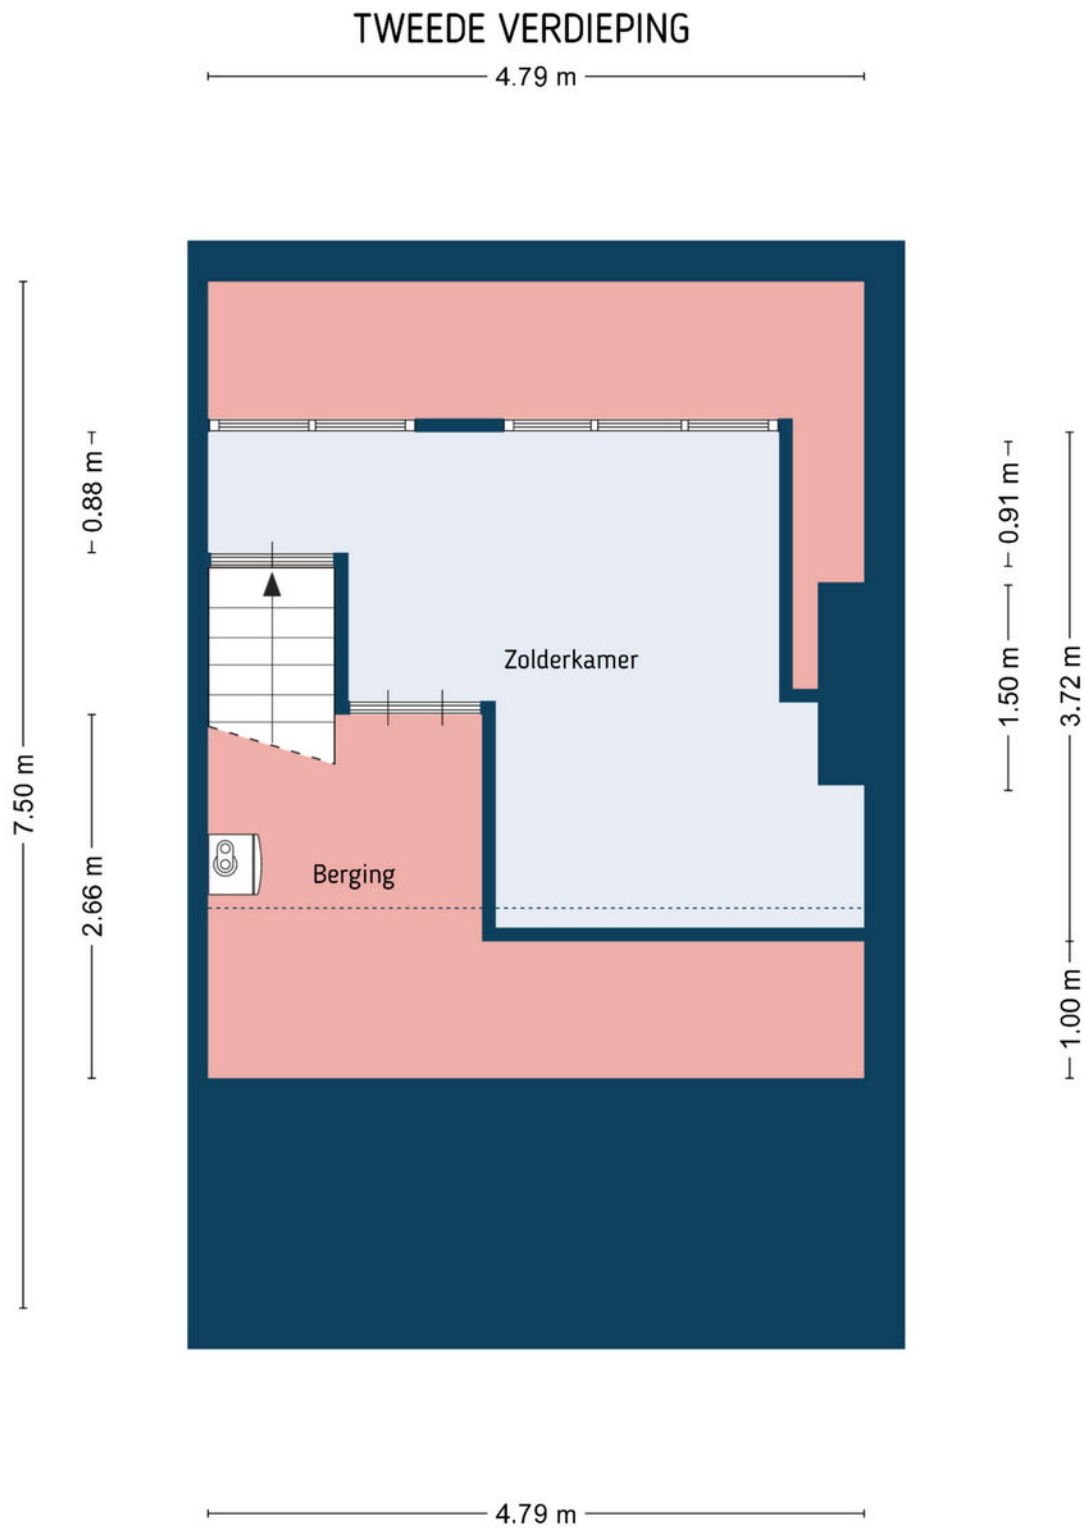 TWEEDE VERDIEPING
4.79 m
0.88 m
0.91 m
Zolderkamer
1.50 m
3.72 m
7.50 m
2.66 m
Berging
1.00 m
4.79 m